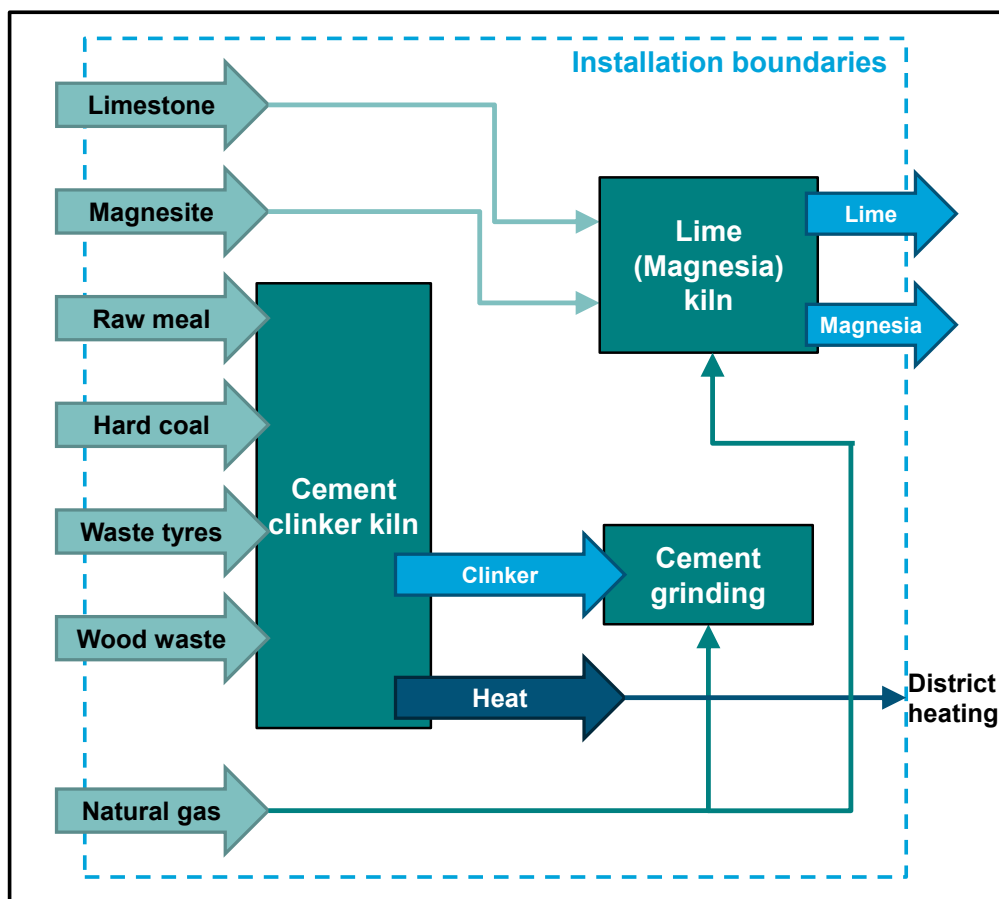 Installation boundaries
Limestone
Magnesite
Raw meal
Hard coal
Waste tyres
Wood waste
Natural gas
Cement
clinker kiln
Clinker
Heat
Lime
(Magnesia)
kiln
Lime
Magnesia
Cement
grinding
District
heating